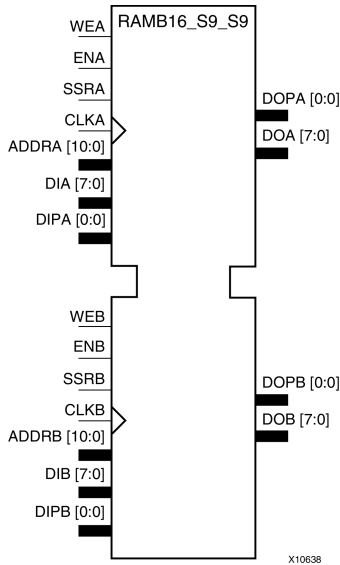 RAMB16_S9_S9
WEA
ENA
SSRA
CLKA
ADDRA [10:0]
DIA [7:0]
DIPA [0:0]
DOPA [0:0]
DOA [7:0]
WEB
ENB
SSRB
CLKB
ADDRB [10:0]
DIB [7:0]
DIPB [0:0]
DOPB [0:0]
DOB [7:0]
X10638